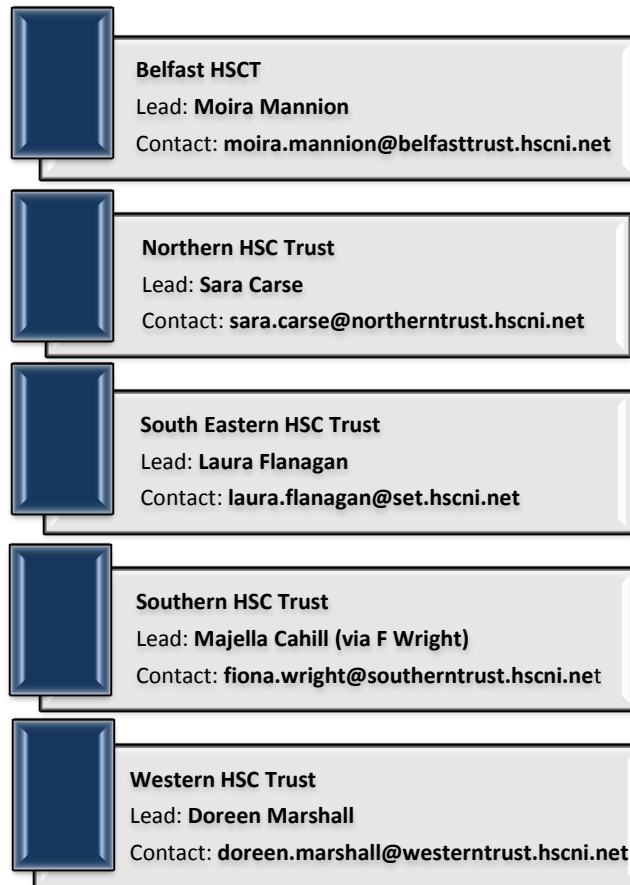 Belfast HSCT
Lead: Moira Mannion
Contact: moira.mannion@belfasttrust.hscni.net
Northern HSC Trust
Lead: Sara Carse
Contact: sara.carse@northerntrust.hscni.net
South Eastern HSC Trust
Lead: Laura Flanagan
Contact: laura.flanagan@set.hscni.net
Southern HSC Trust
Lead: Majella Cahill (via F Wright)
Contact: fiona.wright@southerntrust.hscni.net
Western HSC Trust
Lead: Doreen Marshall
Contact: doreen.marshall@westerntrust.hscni.net